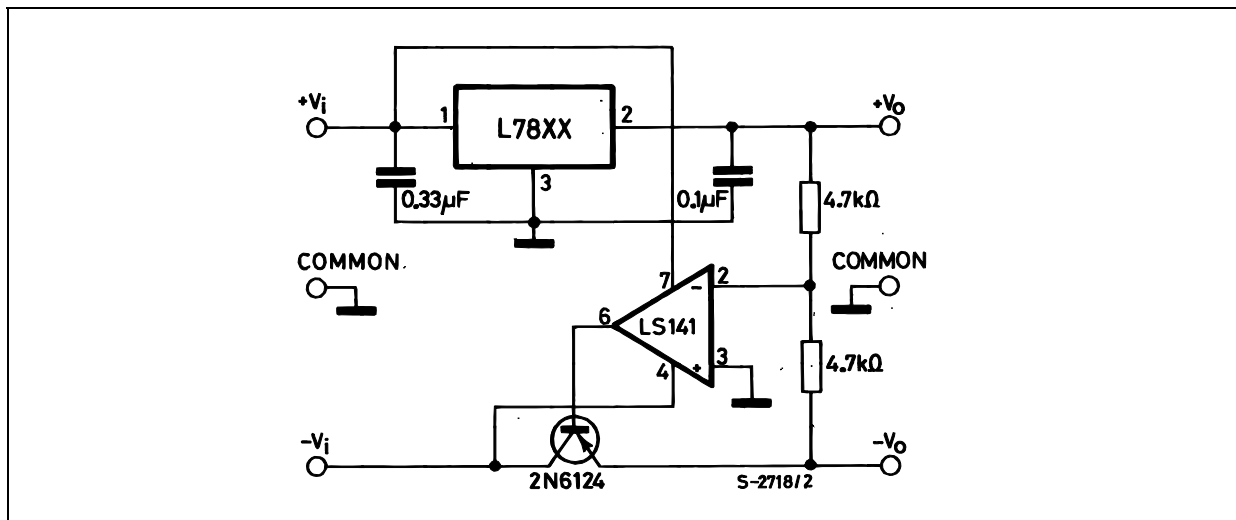 +Vi
1
L78XX
2
+Vo
3
0.33µF
0.1µF
4.7kΩ
COMMON
COMMON
7
2
-
6
LS141
3
+
4
4.7kΩ
-Vi
-Vo
2N6124
S-2718/2